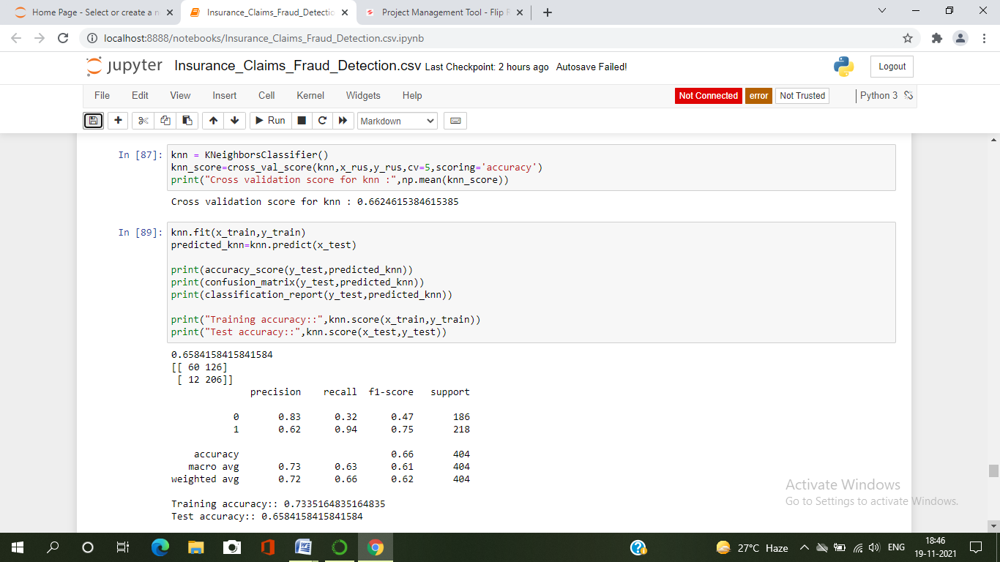 Home Page - Select or create a n
Insurance_Claims_Fraud_Detectio
Project Management Tool - Flip R
localhost:8888/notebooks/Insurance_Claims_Fraud_Detection.csv.ipynb
jupyter Insurance_Claims_Fraud_Detection.csv Last Checkpoint: 2 hours ago Autosave Failed!
Logout
File Edit View Insert Cell Kernel Widgets Help
Not Connected error Not Trusted Python 3
Run Markdown
In [87]: knn = KNeighborsClassifier()
knn_score=cross_val_score(knn,x_rus,y_rus,cv=5,scoring='accuracy')
print("Cross validation score for knn :",np.mean(knn_score))
Cross validation score for knn : 0.6624615384615385
In [89]: knn.fit(x_train,y_train)
predicted_knn=knn.predict(x_test)
print(accuracy_score(y_test,predicted_knn))
print(confusion_matrix(y_test,predicted_knn))
print(classification_report(y_test,predicted_knn))
print("Training accuracy::",knn.score(x_train,y_train))
print("Test accuracy::",knn.score(x_test,y_test))
0.6584158415841584
[[ 60 126]
[ 12 206]]
precision recall f1-score support
0 0.83 0.32 0.47 186
1 0.62 0.94 0.75 218
accuracy 0.66 404
macro avg 0.73 0.63 0.61 404
weighted avg 0.72 0.66 0.62 404
Training accuracy:: 0.7335164835164835
Test accuracy:: 0.6584158415841584
Activate Windows
Go to Settings to activate Windows.
27°C Haze
ENG
18:46
19-11-2021